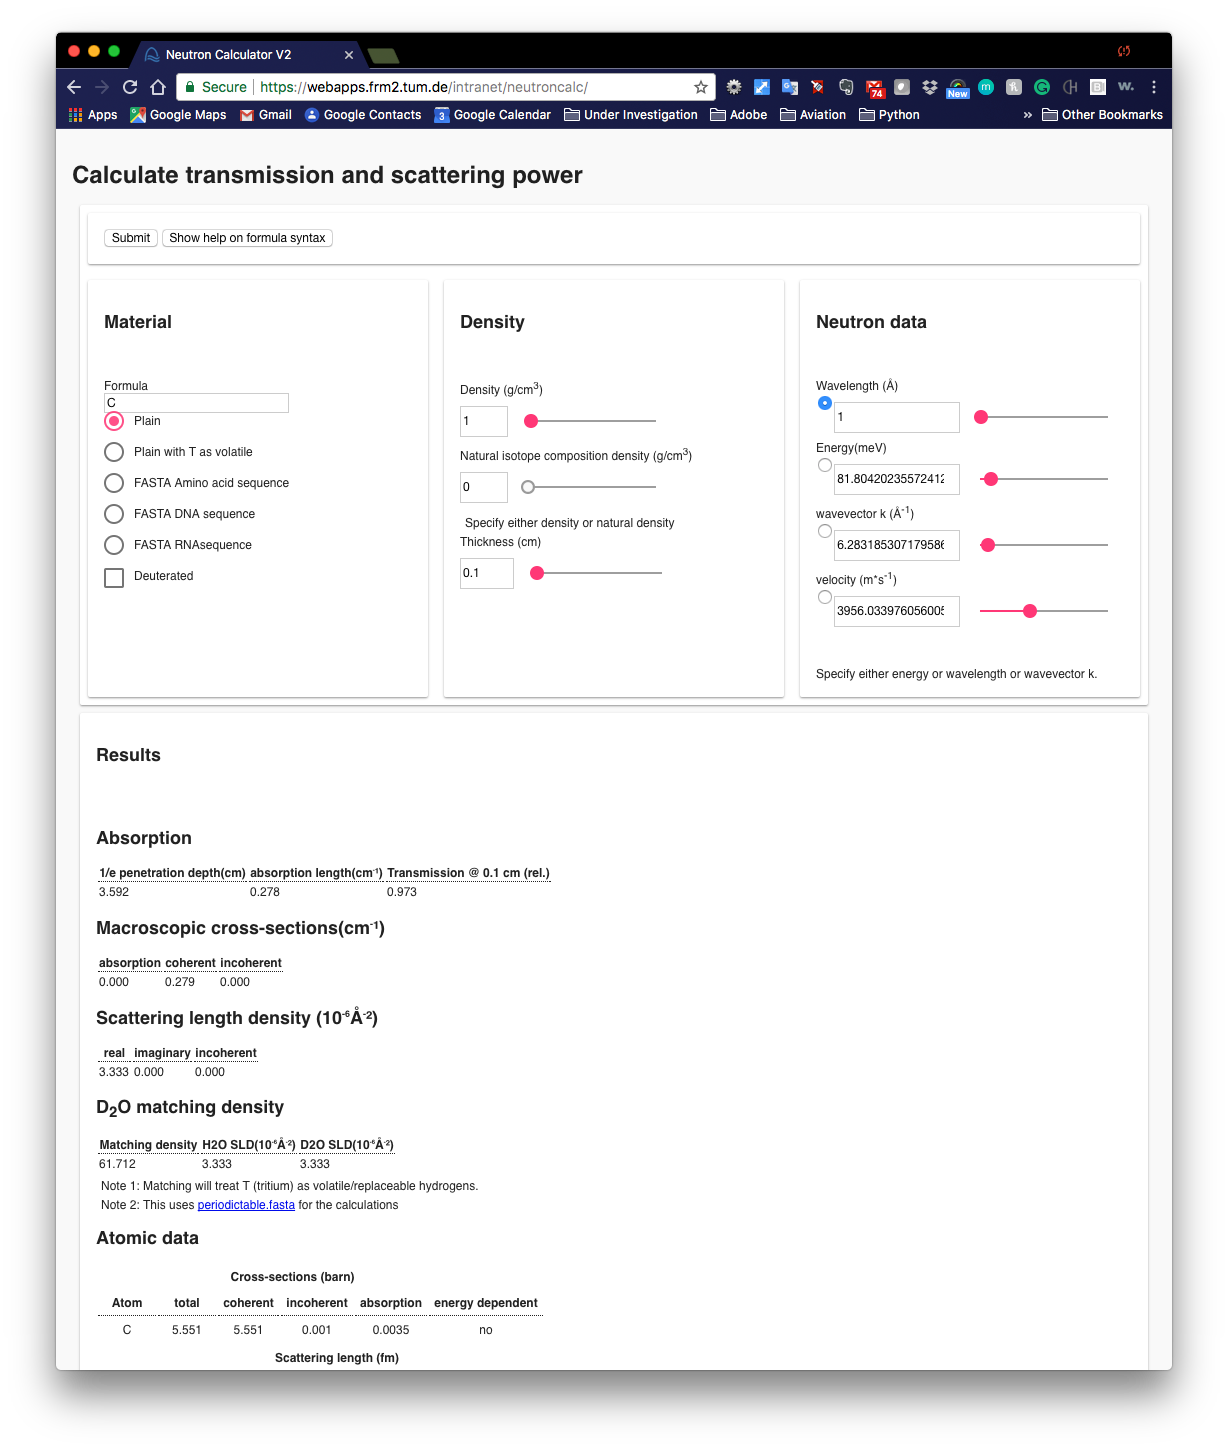 Neutron Calculator V2
Secure https://webapps.frm2.tum.de/intranet/neutroncalc/
74 New m G B w.
Apps Google Maps Gmail Google Contacts 3 Google Calendar Under Investigation Adobe Aviation Python » Other Bookmarks
Calculate transmission and scattering power
Submit Show help on formula syntax
Material
Formula
C
Plain
Plain with T as volatile
FASTA Amino acid sequence
FASTA DNA sequence
FASTA RNAsequence
Deuterated
Density
Density (g/cm³)
1
Natural isotope composition density (g/cm³)
0
Specify either density or natural density
Thickness (cm)
0.1
Neutron data
Wavelength (Å)
1
Energy(meV)
81.80420235572412
wavevector k (Å⁻¹)
6.283185307179586
velocity (m*s⁻¹)
3956.033976056005
Specify either energy or wavelength or wavevector k.
Results
Absorption
1/e penetration depth(cm) absorption length(cm⁻¹) Transmission @ 0.1 cm (rel.)
3.592 0.278 0.973
Macroscopic cross-sections(cm⁻¹)
absorption coherent incoherent
0.000 0.279 0.000
Scattering length density (10⁻⁶Å⁻²)
real imaginary incoherent
3.333 0.000 0.000
D₂O matching density
Matching density H2O SLD(10⁻⁶Å⁻²) D2O SLD(10⁻⁶Å⁻²)
61.712 3.333 3.333
Note 1: Matching will treat T (tritium) as volatile/replaceable hydrogens.
Note 2: This uses periodictable.fasta for the calculations
Atomic data
Cross-sections (barn)
Atom total coherent incoherent absorption energy dependent
C 5.551 5.551 0.001 0.0035 no
Scattering length (fm)